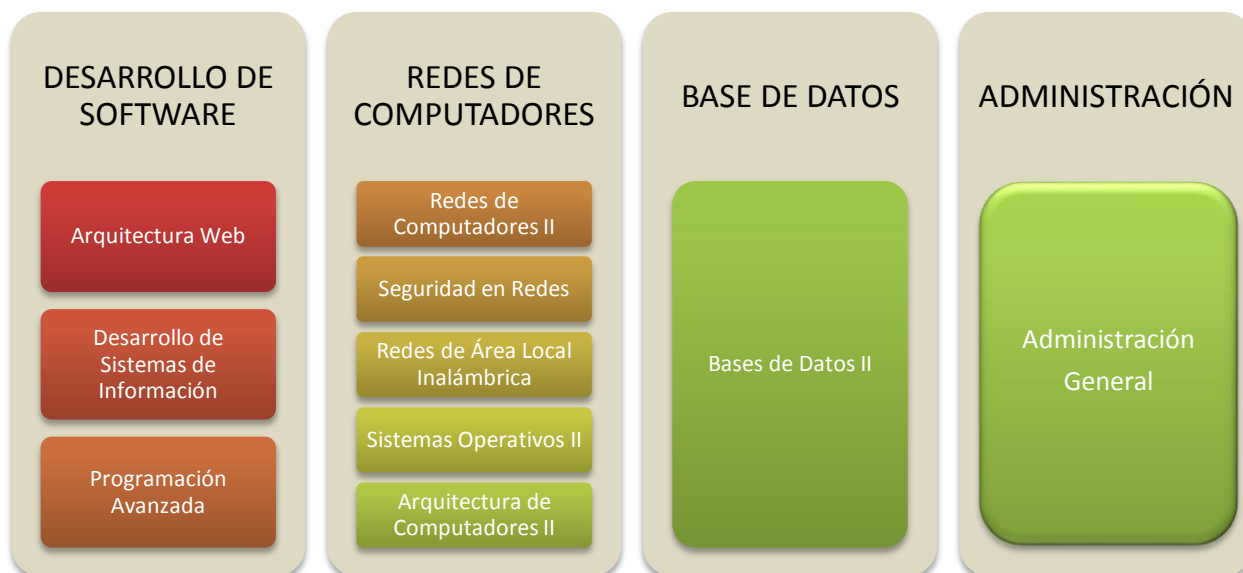 DESARROLLO DE
SOFTWARE
Arquitectura Web
Desarrollo de
Sistemas de
Información
Programación
Avanzada
REDES DE
COMPUTADORES
Redes de
Computadores II
Seguridad en Redes
Redes de Área Local
Inalámbrica
Sistemas Operativos II
Arquitectura de
Computadores II
BASE DE DATOS
Bases de Datos II
ADMINISTRACIÓN
Administración
General